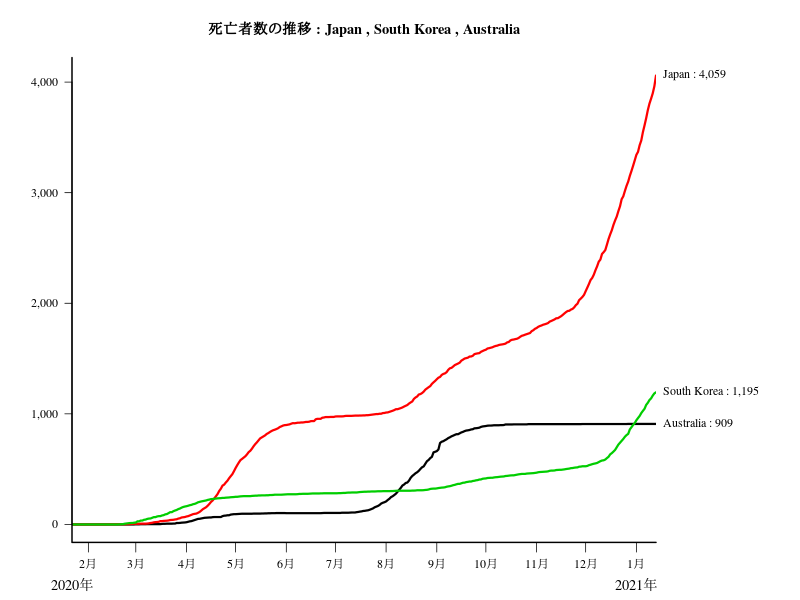 死亡者数の推移 : Japan , South Korea , Australia
4,000
3,000
2,000
1,000
0
Japan : 4,059
South Korea : 1,195
Australia : 909
2月 3月 4月 5月 6月 7月 8月 9月 10月 11月 12月 1月
2020年 2021年